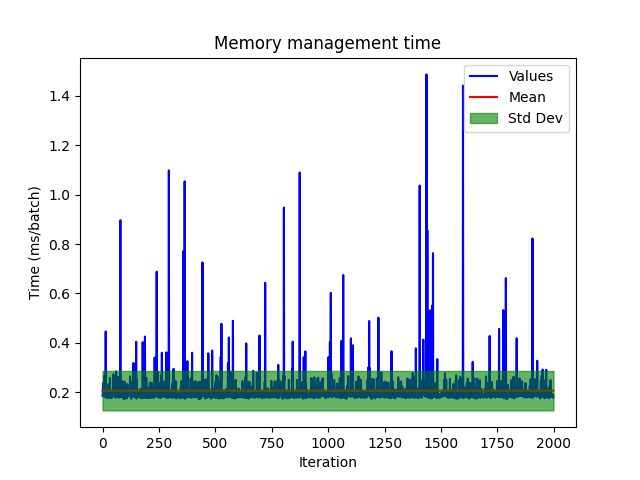 Memory management time
Time (ms/batch)
1.4
1.2
1.0
0.8
0.6
0.4
0.2
Values
Mean
Std Dev
0 250 500 750 1000 1250 1500 1750 2000
Iteration